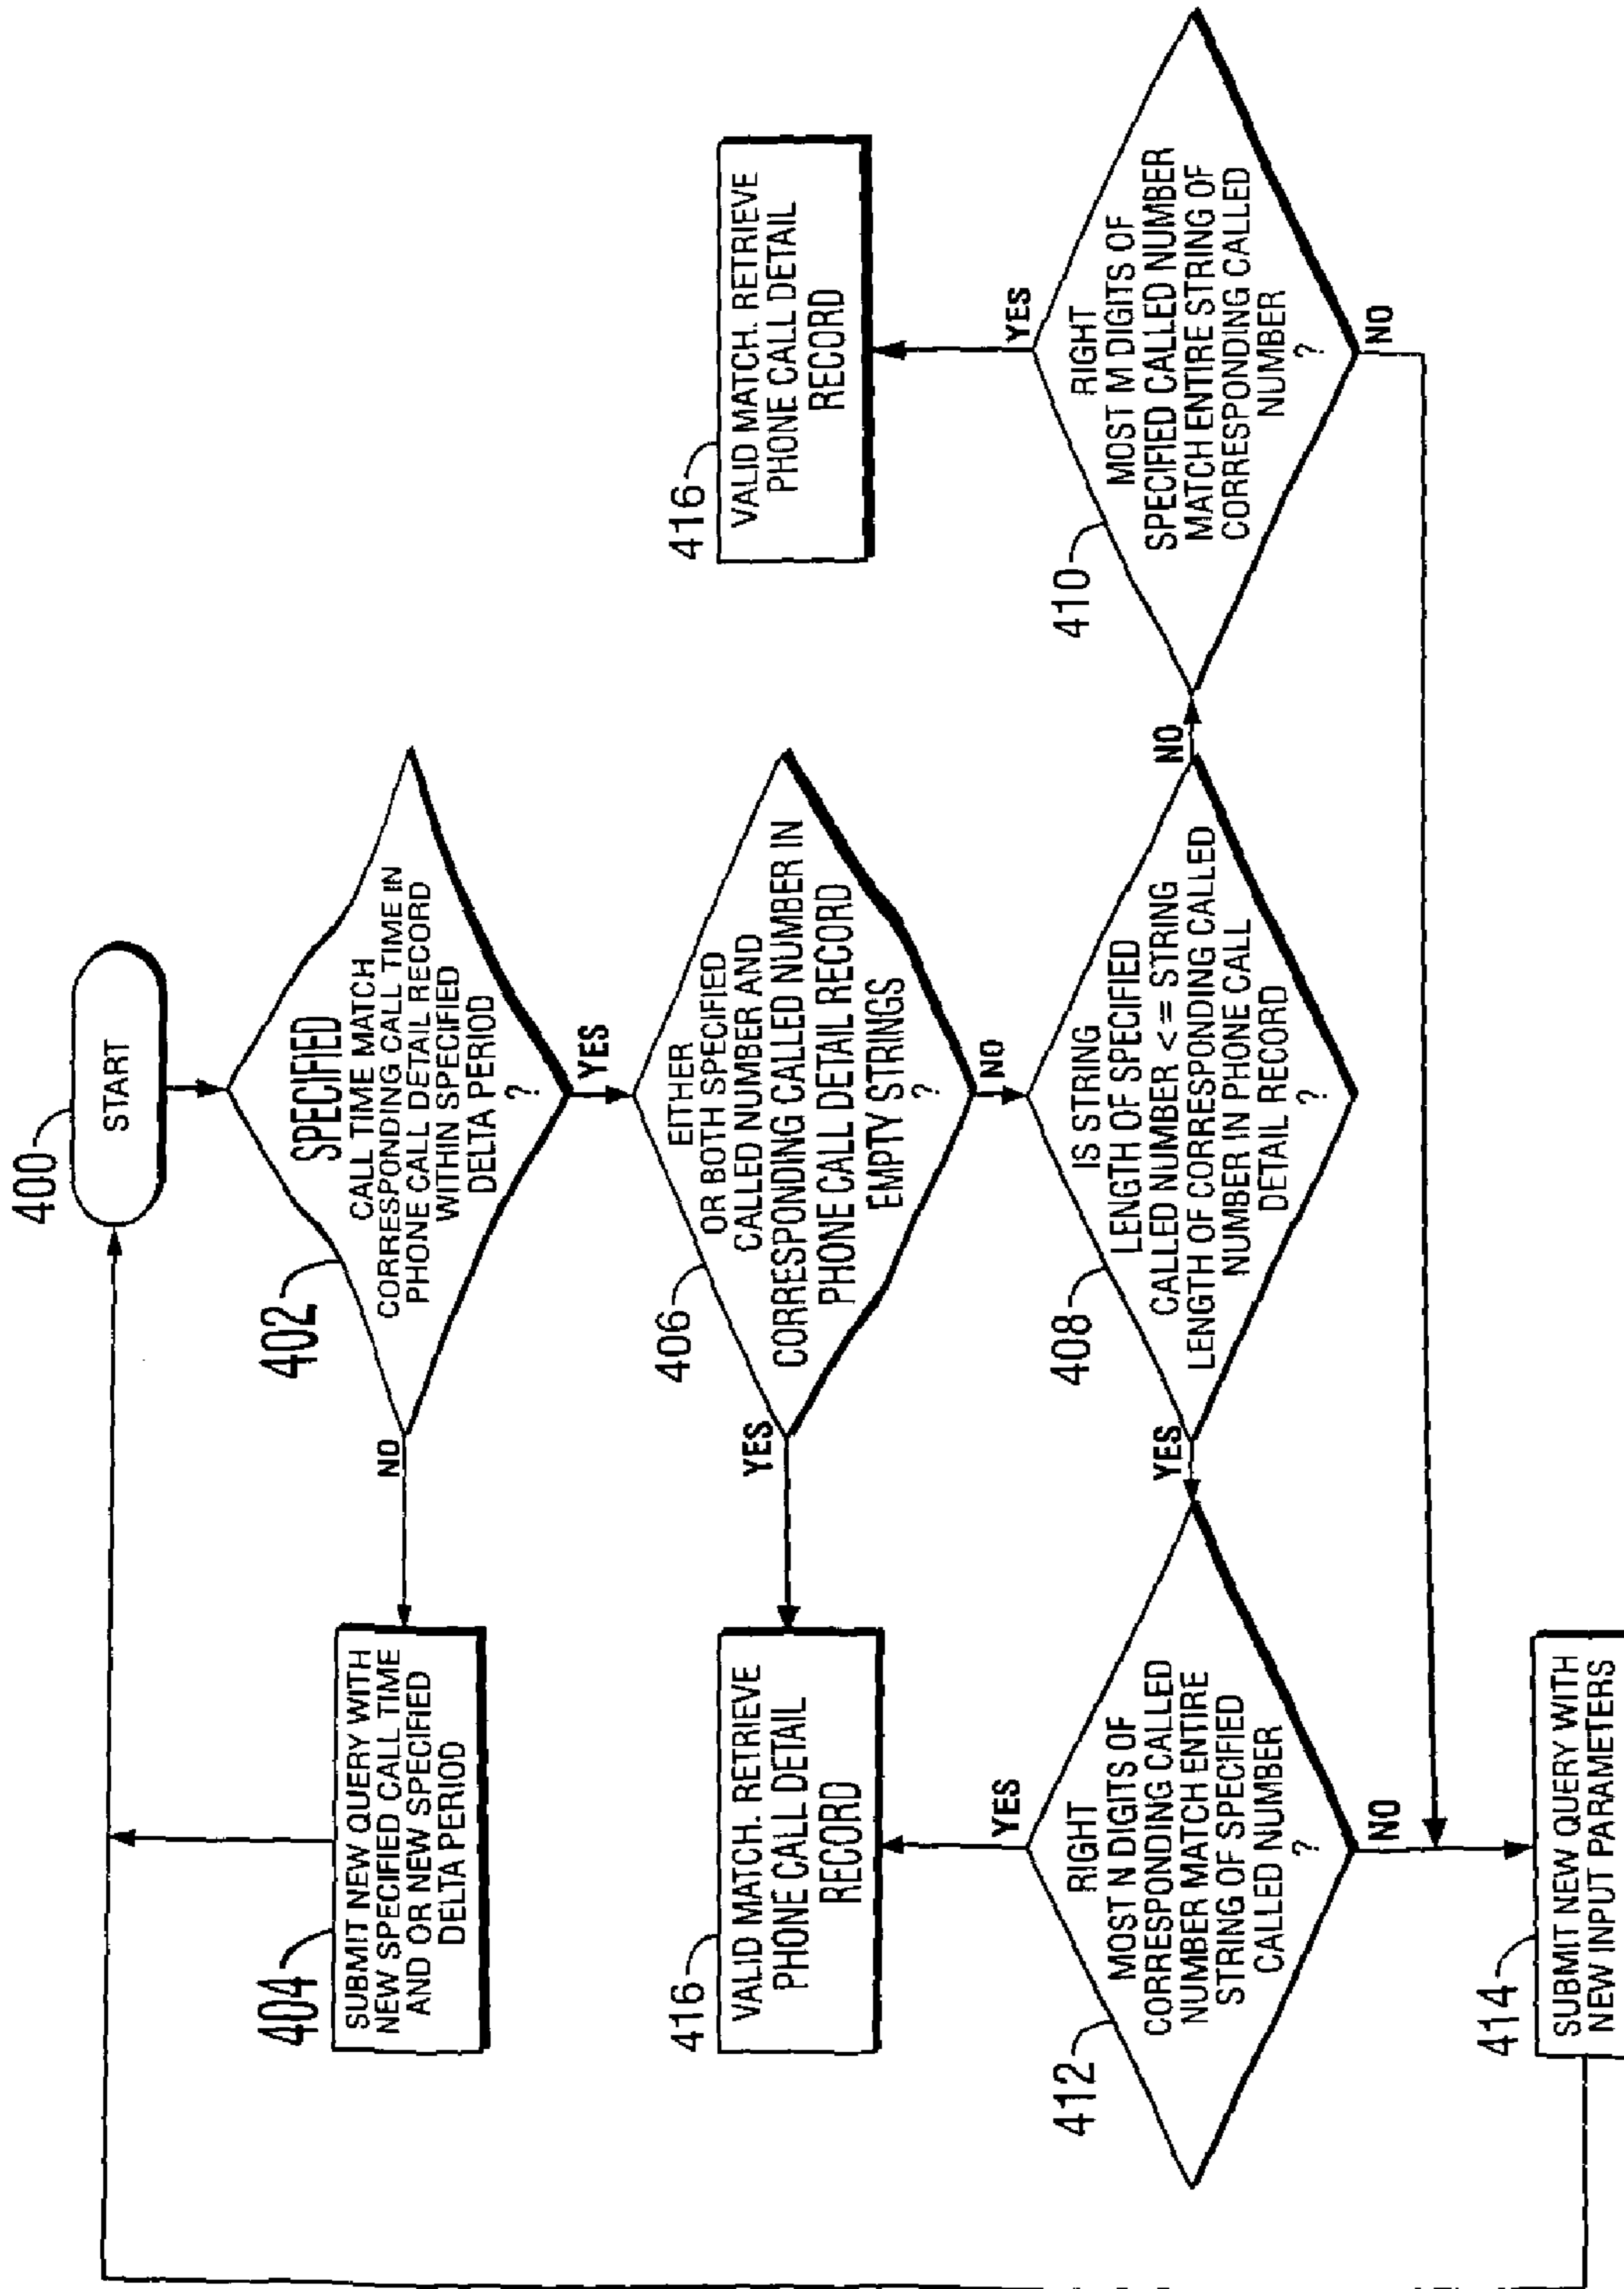 400
START
402
SPECIFIED
CALL TIME MATCH
CORRESPONDING CALL TIME IN
PHONE CALL DETAIL RECORD
WITHIN SPECIFIED
DELTA PERIOD
?
NO
YES
404
SUBMIT NEW QUERY WITH
NEW SPECIFIED CALL TIME
AND OR NEW SPECIFIED
DELTA PERIOD
406
EITHER
OR BOTH SPECIFIED
CALLED NUMBER AND
CORRESPONDING CALLED NUMBER IN
PHONE CALL DETAIL RECORD
EMPTY STRINGS
?
YES
NO
416
VALID MATCH. RETRIEVE
PHONE CALL DETAIL
RECORD
408
IS STRING
LENGTH OF SPECIFIED
CALLED NUMBER <= STRING
LENGTH OF CORRESPONDING CALLED
NUMBER IN PHONE CALL
DETAIL RECORD
?
YES
NO
412
RIGHT
MOST N DIGITS OF
CORRESPONDING CALLED
NUMBER MATCH ENTIRE
STRING OF SPECIFIED
CALLED NUMBER
?
YES
NO
410
RIGHT
MOST M DIGITS OF
SPECIFIED CALLED NUMBER
MATCH ENTIRE STRING OF
CORRESPONDING CALLED
NUMBER
?
YES
NO
416
VALID MATCH. RETRIEVE
PHONE CALL DETAIL
RECORD
414
SUBMIT NEW QUERY WITH
NEW INPUT PARAMETERS